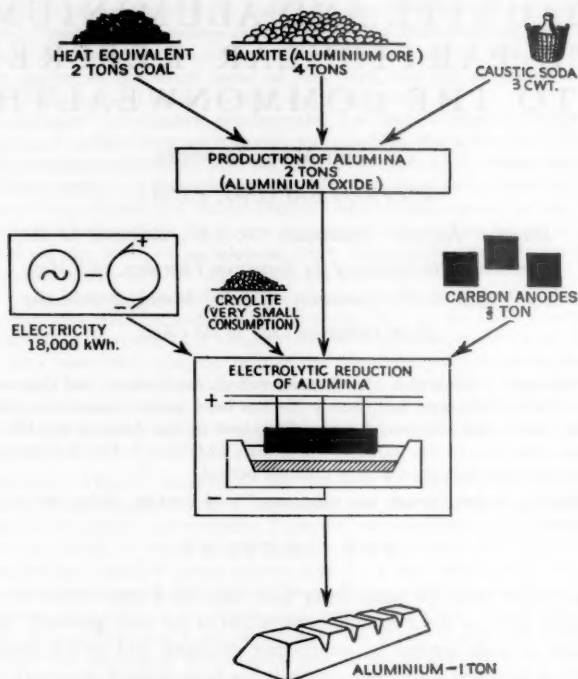 HEAT EQUIVALENT
2 TONS COAL
BAUXITE (ALUMINIUM ORE)
4 TONS
CAUSTIC SODA
3 CWT.
PRODUCTION OF ALUMINA
2 TONS
(ALUMINIUM OXIDE)
+
~
−
ELECTRICITY
18,000 kWh.
CRYOLITE
(VERY SMALL
CONSUMPTION)
CARBON ANODES
TON
ELECTROLYTIC REDUCTION
OF ALUMINA
+
−
ALUMINIUM − 1 TON